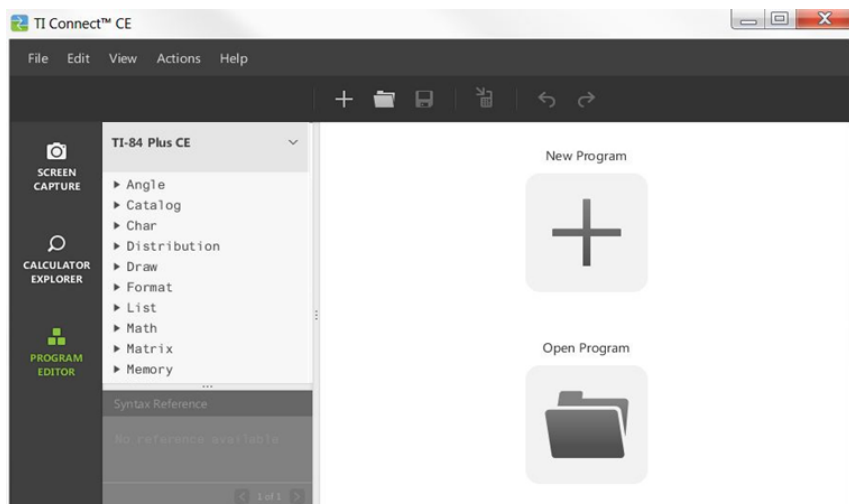 TI Connect™ CE
File Edit View Actions Help
SCREEN
CAPTURE
CALCULATOR
EXPLORER
PROGRAM
EDITOR
TI-84 Plus CE
Angle
Catalog
Char
Distribution
Draw
Format
List
Math
Matrix
Memory
Syntax Reference
No reference available
1 of 1
New Program
Open Program